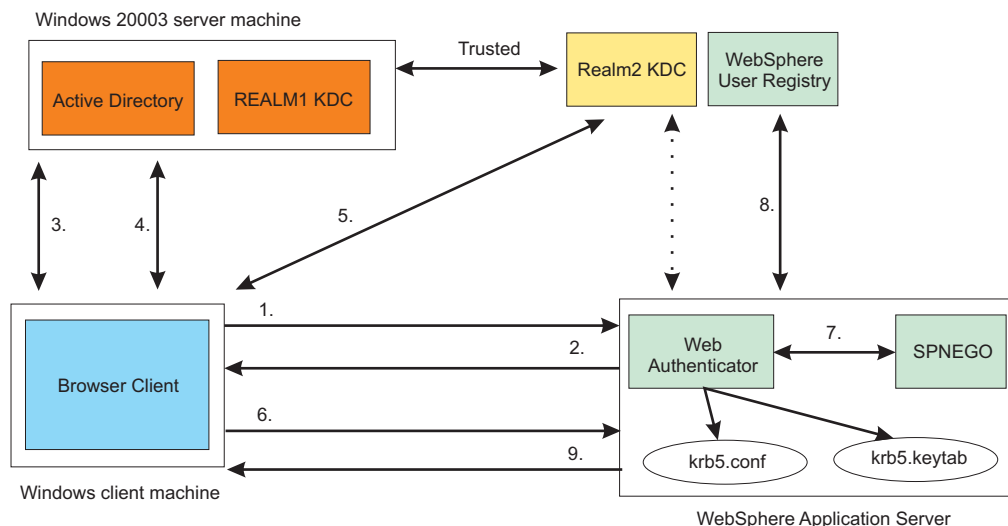 Windows 20003 server machine
Trusted
Active Directory
REALM1 KDC
Realm2 KDC
WebSphere
User Registry
3.
4.
5.
8.
1.
2.
6.
9.
7.
Browser Client
Web
Authenticator
SPNEGO
krb5.conf
krb5.keytab
Windows client machine
WebSphere Application Server